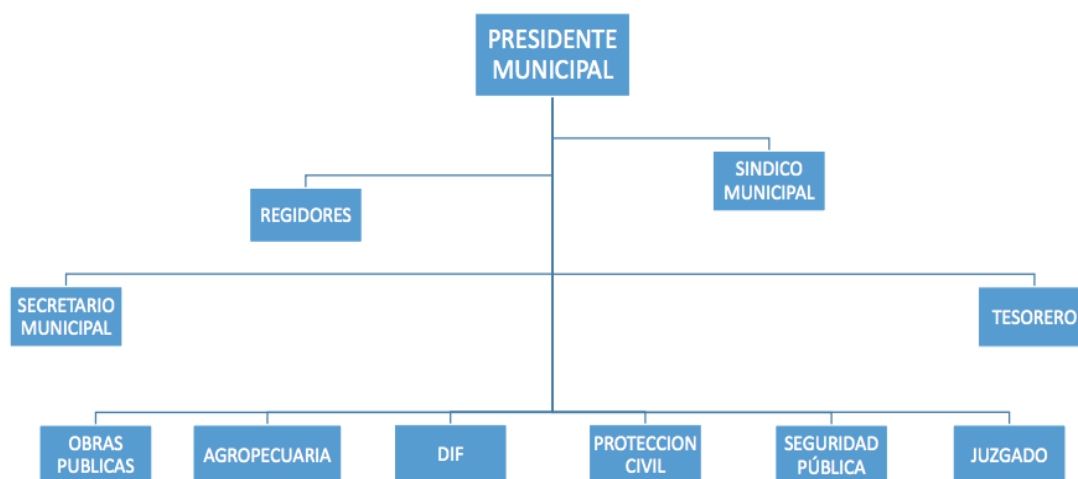 PRESIDENTE
MUNICIPAL
SINDICO
MUNICIPAL
REGIDORES
SECRETARIO
MUNICIPAL
TESORERO
OBRAS
PUBLICAS
AGROPECUARIA
DIF
PROTECCION
CIVIL
SEGURIDAD
PÚBLICA
JUZGADO